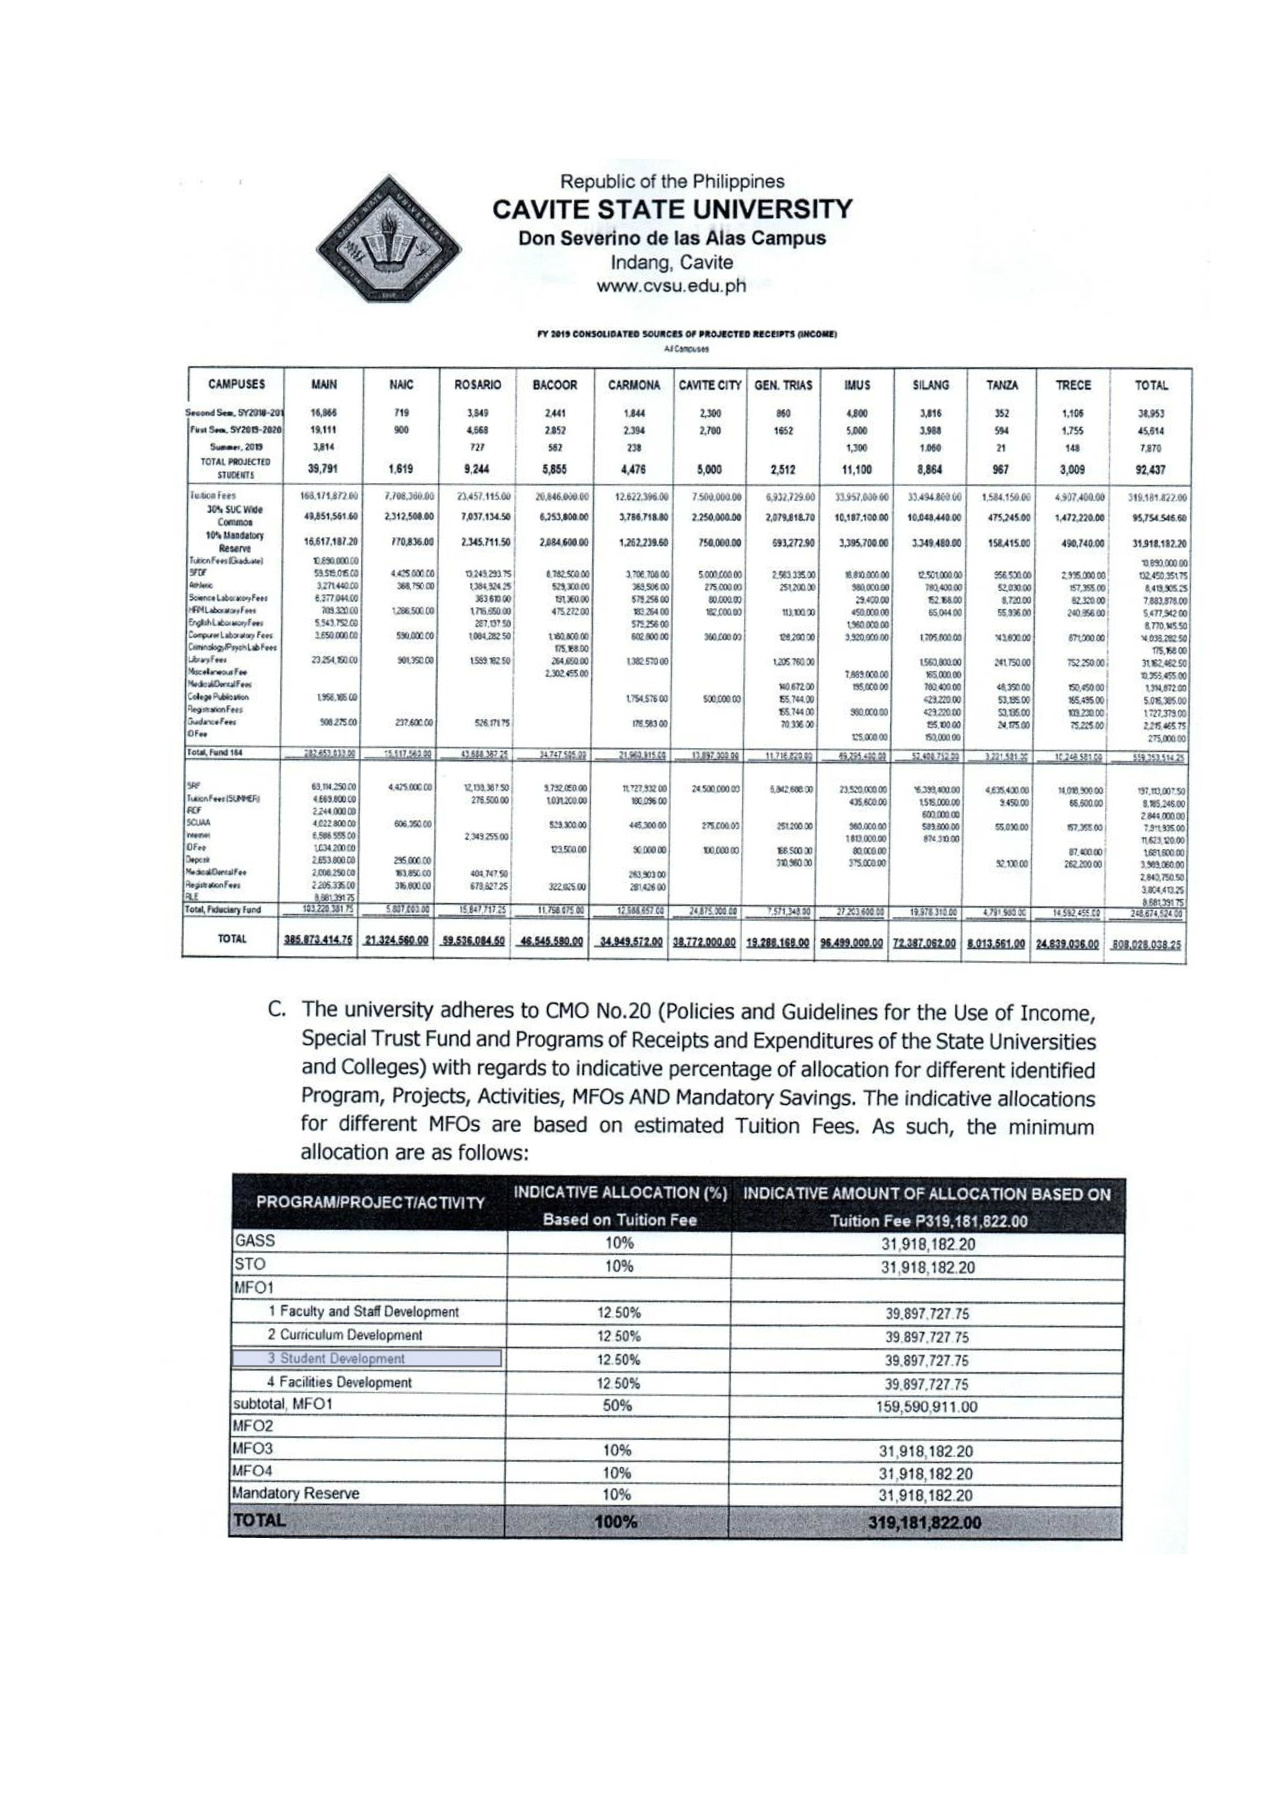 Republic of the Philippines
CAVITE STATE UNIVERSITY
Don Severino de las Alas Campus
Indang, Cavite
www.cvsu.edu.ph
FY 2019 CONSOLIDATED SOURCES OF PROJECTED RECEIPTS (INCOME)
All Campuses
CAMPUSES MAIN NAIC ROSARIO BACOOR CARMONA CAVITE CITY GEN. TRIAS IMUS SILANG TANZA TRECE TOTAL
Second Sem, SY2018-201 16,866 719 3,849 2,441 1,844 2,300 860 4,800 3,816 352 1,106 38,953
First Sem, SY2019-2020 19,111 900 4,668 2,852 2,394 2,700 1652 5,000 3,988 594 1,755 45,614
Summer, 2019 3,814 727 562 238 1,300 1,060 21 148 7,870
TOTAL PROJECTED
STUDENTS 39,791 1,619 9,244 5,855 4,476 5,000 2,512 11,100 8,864 967 3,009 92,437
Tuition Fees 166,171,872.00 7,708,360.00 23,457,115.00 20,846,000.00 12,622,396.00 7,500,000.00 6,932,729.00 33,957,000.00 33,494,800.00 1,584,150.00 4,907,400.00 319,181,822.00
30% SUC Wide
Common 49,851,561.60 2,312,508.00 7,037,134.50 6,253,800.00 3,786,718.80 2,250,000.00 2,079,818.70 10,187,100.00 10,048,440.00 475,245.00 1,472,220.00 95,754,546.60
10% Mandatory
Reserve 16,617,187.20 770,836.00 2,345,711.50 2,084,600.00 1,262,239.60 750,000.00 693,272.90 3,395,700.00 3,349,480.00 158,415.00 490,740.00 31,918,182.20
Tuition Fees (Graduate) 10,890,000.00 10,890,000.00
SFDF 4,425,000.00 13,249,293.75 8,782,500.00 3,706,708.00 5,000,000.00 2,563,335.00 18,810,000.00 12,501,000.00 956,500.00 132,450,351.75
Athletic 3,271,440.00 368,750.00 1,384,924.25 529,300.00 275,000.00 251,200.00 980,000.00 780,400.00 52,030.00 157,355.00 8,419,905.25
Science Laboratory Fees 6,377,044.00 363,610.00 579,256.00 80,000.00 29,400.00 152,168.00 8,720.00 82,320.00 7,883,878.00
HRM Laboratory Fees 709,320.00 1,286,500.00 1,716,650.00 475,272.00 182,000.00 113,100.00 450,000.00 65,044.00 55,936.00 240,956.00 5,477,942.00
English Laboratory Fees 5,543,752.00 287,137.50 579,256.00 1,960,000.00 8,770,145.50
Computer Laboratory Fees 3,650,000.00 590,000.00 1,084,282.50 1,160,800.00 602,800.00 360,000.00 128,200.00 3,920,000.00 1,705,600.00 143,600.00 671,000.00 14,036,282.50
Criminology/Psych Lab Fees 175,168.00 175,168.00
Library Fees 23,254,150.00 901,350.00 1,589,182.50 264,650.00 1,382,570.00 1,205,760.00 1,560,800.00 241,750.00 752,250.00 31,162,462.50
Miscellaneous Fee 2,302,455.00 7,889,000.00 165,000.00 10,355,455.00
Medical/Dental Fees 140,672.00 195,000.00 780,400.00 48,350.00 150,450.00 1,314,872.00
College Publication 1,958,165.00 1,754,576.00 500,000.00 155,744.00 429,220.00 53,185.00 165,495.00 5,016,385.00
Registration Fees 155,744.00 980,000.00 429,220.00 53,185.00 109,230.00 1,727,379.00
Guidance Fees 508,275.00 237,600.00 526,171.75 176,583.00 70,336.00 195,100.00 24,175.00 75,225.00 2,215,465.75
O Fee 125,000.00 150,000.00 275,000.00
Total, Fund 164 282,653,033.00 15,517,560.00 43,688,367.25 34,747,505.00 21,960,915.00 13,897,000.00 11,716,820.00 69,295,400.00 52,408,752.00 3,221,581.00 10,246,581.00 559,353,514.25
SRF 69,114,250.00 4,425,000.00 12,139,367.50 9,792,050.00 11,727,932.00 24,500,000.00 6,842,688.00 23,520,000.00 16,399,400.00 4,635,400.00 14,018,900.00 197,113,007.50
Tuition Fees (SUMMER) 4,669,800.00 276,500.00 1,031,200.00 180,096.00 435,600.00 1,516,000.00 9,450.00 66,600.00 8,185,246.00
RCF 2,244,000.00 600,000.00 2,844,000.00
SCUAA 4,022,800.00 606,350.00 529,300.00 445,300.00 275,000.00 251,200.00 980,000.00 589,600.00 55,030.00 157,355.00 7,911,935.00
Internet 6,586,555.00 2,349,255.00 1,813,000.00 874,310.00 11,623,120.00
O Fee 1,034,200.00 123,500.00 90,000.00 100,000.00 166,500.00 80,000.00 87,400.00 1,681,600.00
Deposit 2,653,800.00 295,000.00 310,960.00 375,000.00 92,100.00 262,200.00 3,989,060.00
Medical/Dental Fee 2,008,250.00 163,850.00 404,747.50 263,903.00 2,840,750.50
Registration Fees 2,205,335.00 316,800.00 673,827.25 322,025.00 281,426.00 3,804,413.25
RLE 8,681,391.75 8,681,391.75
Total, Fiduciary Fund 103,220,381.75 5,807,000.00 15,847,717.25 11,798,075.00 12,988,657.00 24,875,000.00 7,571,348.00 27,203,600.00 19,978,310.00 4,791,980.00 14,592,455.00 248,674,524.00
TOTAL 385,873,414.75 21,324,560.00 59,536,084.50 46,545,580.00 34,949,572.00 38,772,000.00 19,288,168.00 96,499,000.00 72,387,062.00 8,013,561.00 24,839,036.00 808,028,038.25
C. The university adheres to CMO No.20 (Policies and Guidelines for the Use of Income,
Special Trust Fund and Programs of Receipts and Expenditures of the State Universities
and Colleges) with regards to indicative percentage of allocation for different identified
Program, Projects, Activities, MFOs AND Mandatory Savings. The indicative allocations
for different MFOs are based on estimated Tuition Fees. As such, the minimum
allocation are as follows:
PROGRAM/PROJECT/ACTIVITY INDICATIVE ALLOCATION (%) INDICATIVE AMOUNT OF ALLOCATION BASED ON
Based on Tuition Fee Tuition Fee P319,181,822.00
GASS 10% 31,918,182.20
STO 10% 31,918,182.20
MFO1
1 Faculty and Staff Development 12.50% 39,897,727.75
2 Curriculum Development 12.50% 39,897,727.75
3 Student Development 12.50% 39,897,727.75
4 Facilities Development 12.50% 39,897,727.75
subtotal, MFO1 50% 159,590,911.00
MFO2
MFO3 10% 31,918,182.20
MFO4 10% 31,918,182.20
Mandatory Reserve 10% 31,918,182.20
TOTAL 100% 319,181,822.00